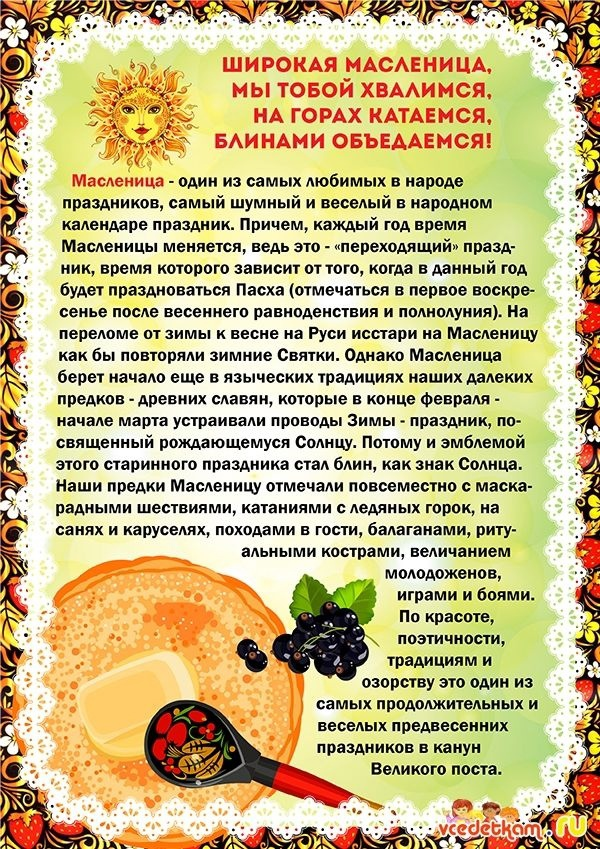 ШИРОКАЯ МАСЛЕНИЦА,
МЫ ТОБОЙ ХВАЛИМСЯ,
НА ГОРАХ КАТАЕМСЯ,
БЛИНАМИ ОБЪЕДАЕМСЯ!
Масленица - один из самых любимых в народе
праздников, самый шумный и веселый в народном
календаре праздник. Причем, каждый год время
Масленицы меняется, ведь это - «переходящий» празд-
ник, время которого зависит от того, когда в данный год
будет праздноваться Пасха (отмечаться в первое воскре-
сенье после весеннего равноденствия и полнолуния). На
переломе от зимы к весне на Руси исстари на Масленицу
как бы повторяли зимние Святки. Однако Масленица
берет начало еще в языческих традициях наших далеких
предков - древних славян, которые в конце февраля -
начале марта устраивали проводы Зимы - праздник, по-
священный рождающемуся Солнцу. Потому и эмблемой
этого старинного праздника стал блин, как знак Солнца.
Наши предки Масленицу отмечали повсеместно с маска-
радными шествиями, катаниями с ледяных горок, на
санях и каруселях, походами в гости, балаганами, риту-
альными кострами, величанием
молодоженов,
играми и боями.
По красоте,
поэтичности,
традициям и
озорству это один из
самых продолжительных и
веселых предвесенних
праздников в канун
Великого поста.
vcedetkam.ru